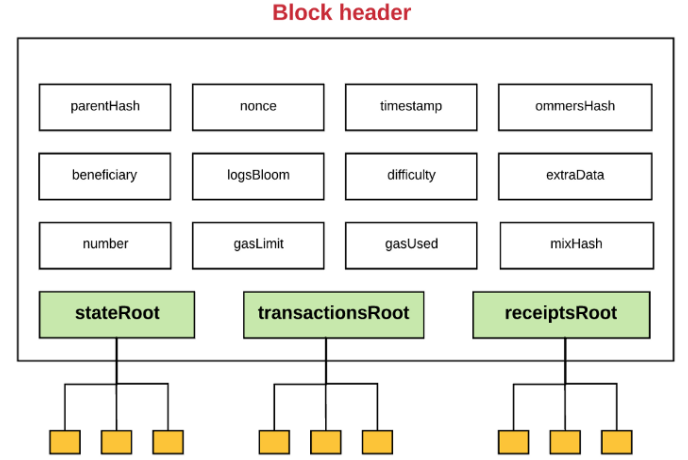 Block header
parentHash
nonce
timestamp
ommersHash
beneficiary
logsBloom
difficulty
extraData
number
gasLimit
gasUsed
mixHash
stateRoot
transactionsRoot
receiptsRoot